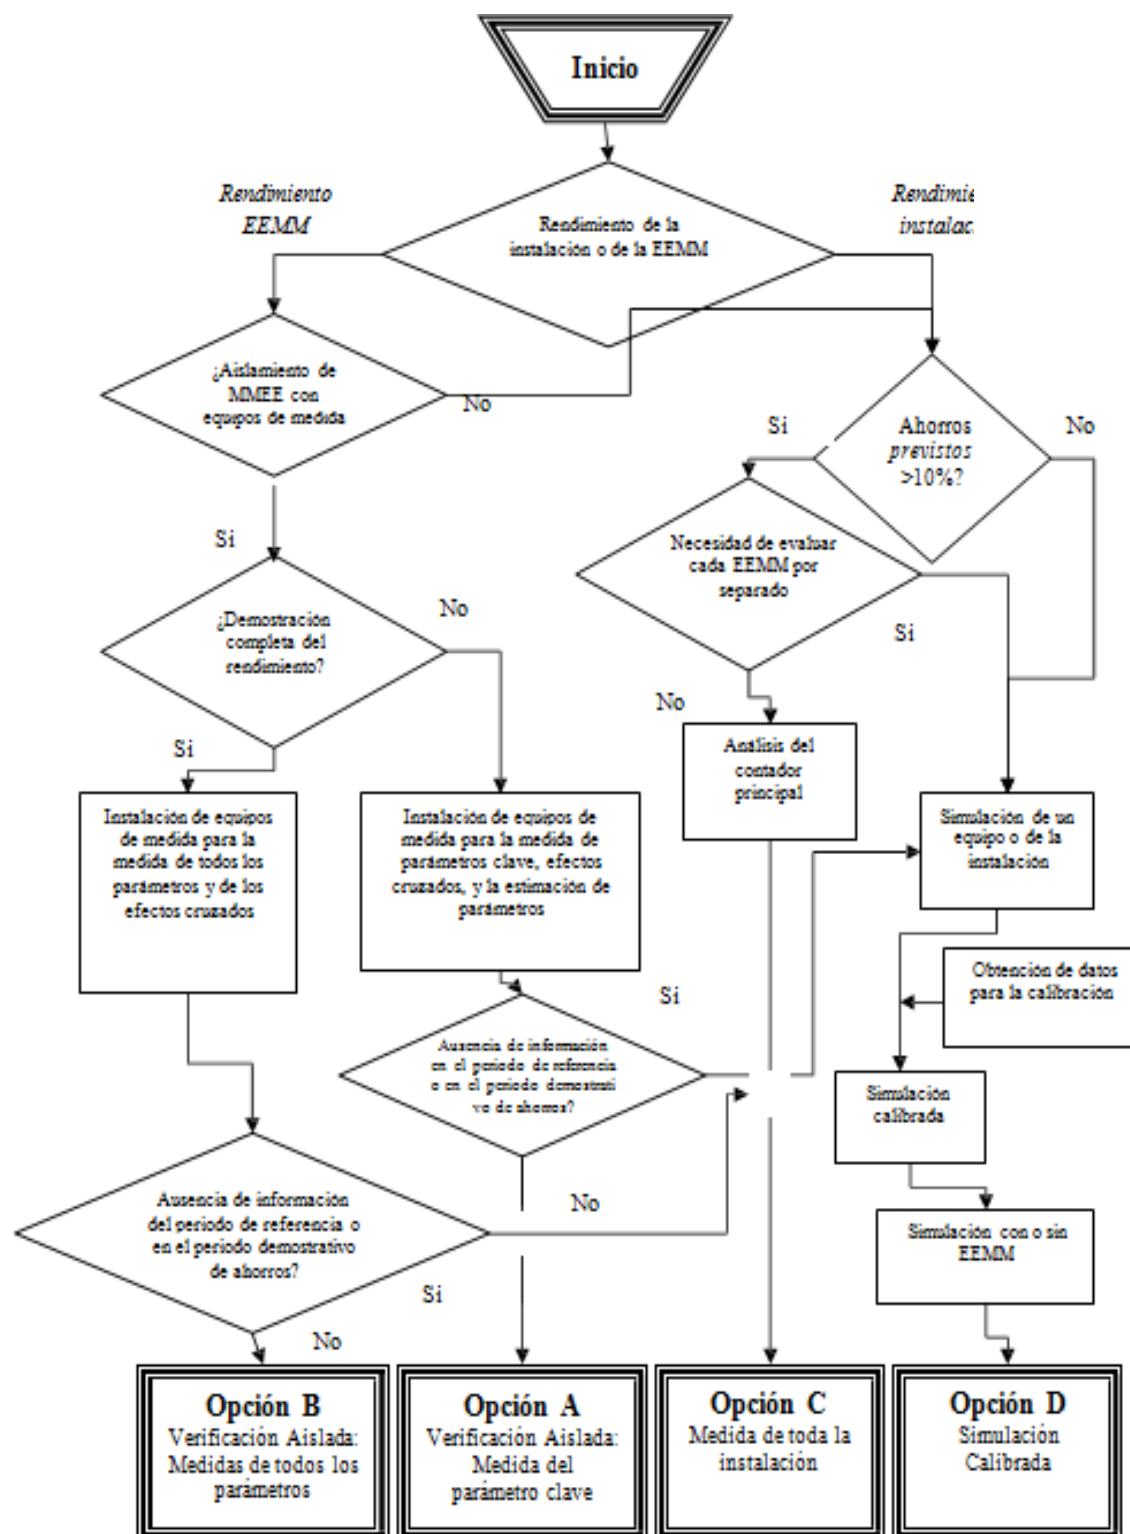 Inicio
Rendimiento
EEMM
Rendimie
instalac
Rendimiento de la
instalación o de la EEMM
¿Aislamiento de
MMEE con
equipos de medida
No
Si
Ahorros
previstos
>10%?
No
Si
Necesidad de evaluar
cada EEMM por
separado
Si
No
¿Demostración
completa del
rendimiento?
No
Si
Análisis del
contador
principal
Instalación de equipos
de medida para la
medida de todos los
parámetros y de los
efectos cruzados
Instalación de equipos de
medida para la medida de
parámetros clave, efectos
cruzados, y la estimación de
parámetros
Simulación de un
equipo o de la
instalación
Obtención de datos
para la calibración
Si
Ausencia de información
en el periodo de referencia
o en el periodo demostrati
vo de ahorros?
Simulación
calibrada
No
Ausencia de información
del periodo de referencia o
en el periodo demostrativo
de ahorros?
Si
No
Simulación con o sin
EEMM
Opción B
Verificación Aislada:
Medidas de todos los
parámetros
Opción A
Verificación Aislada:
Medida del
parámetro clave
Opción C
Medida de toda la
instalación
Opción D
Simulación
Calibrada